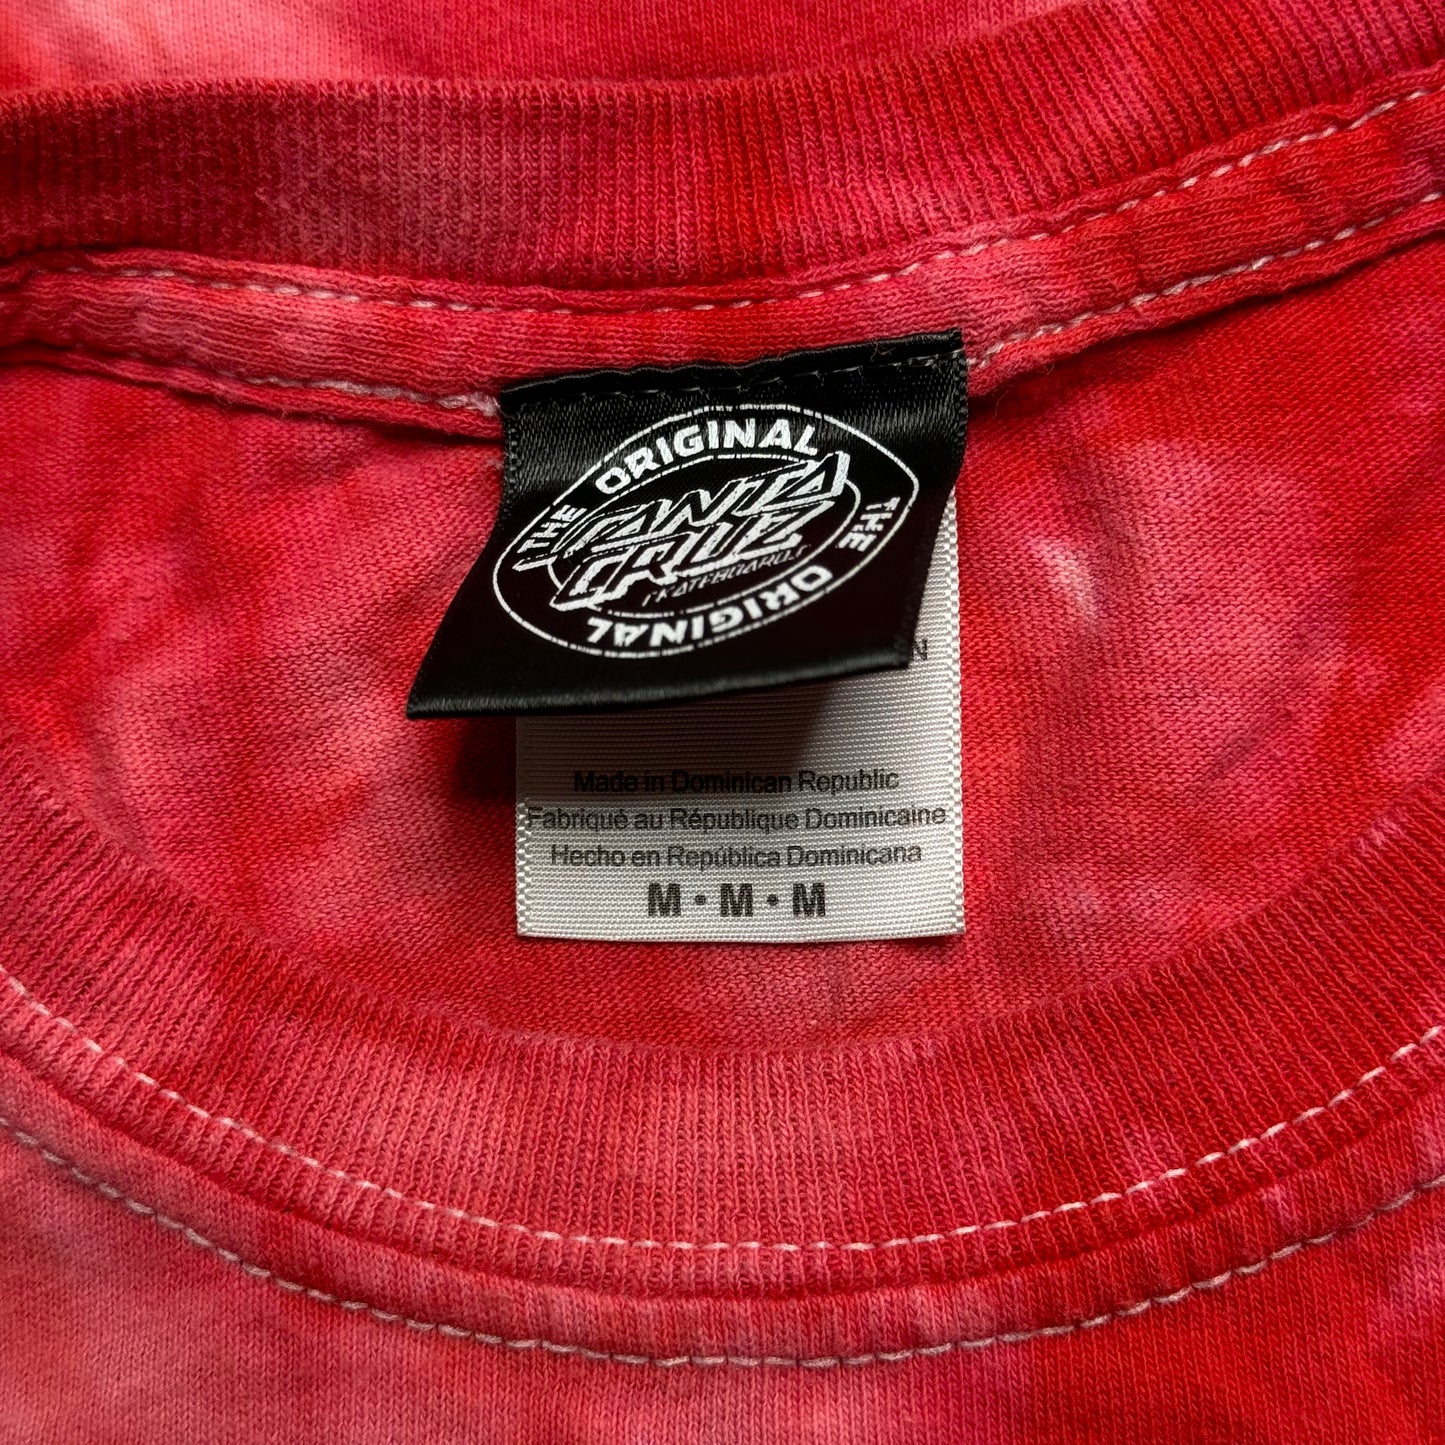 THE ORIGINAL
SANTA
CRUZ
SKATEBOARDS
THE ORIGINAL
Made in Dominican Republic
Fabriqué au République Dominicaine
Hecho en República Dominicana
M • M • M